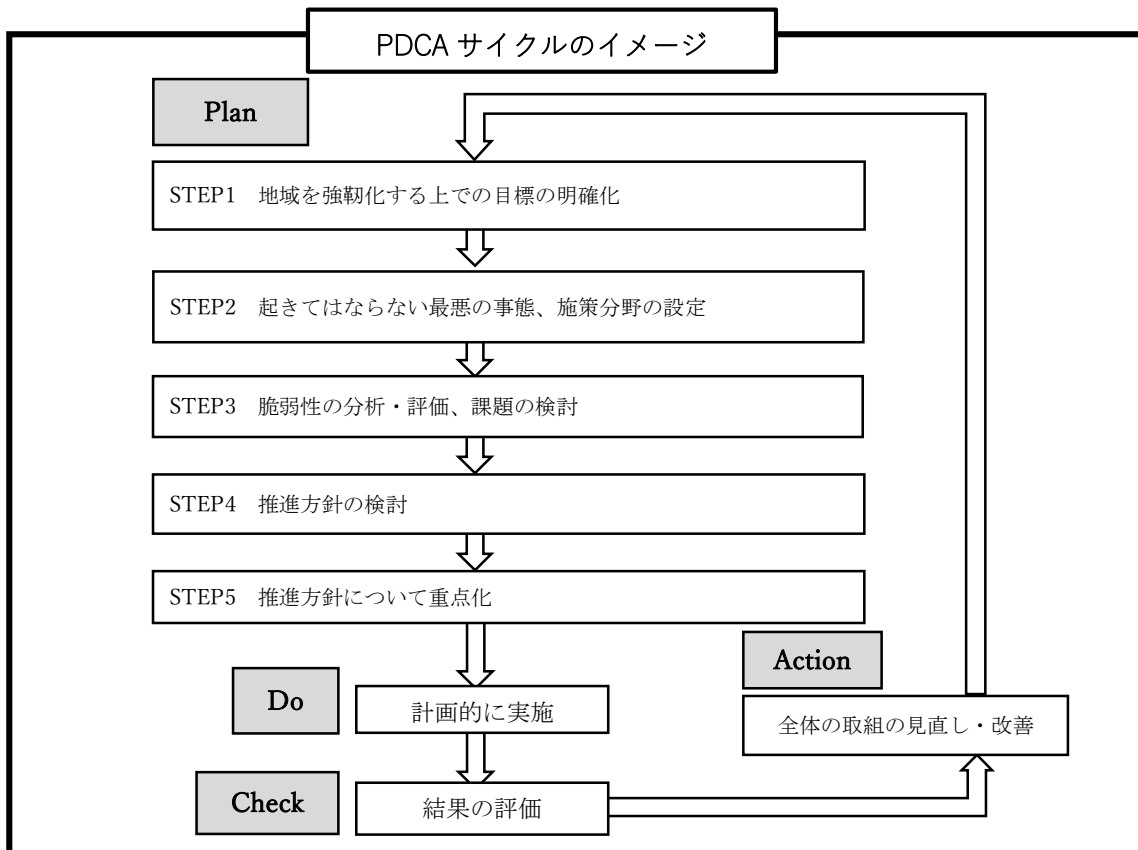 PDCA サイクルのイメージ
Plan
STEP1　地域を強靱化する上での目標の明確化
STEP2　起きてはならない最悪の事態、施策分野の設定
STEP3　脆弱性の分析・評価、課題の検討
STEP4　推進方針の検討
STEP5　推進方針について重点化
Action
Do
計画的に実施
全体の取組の見直し・改善
Check
結果の評価